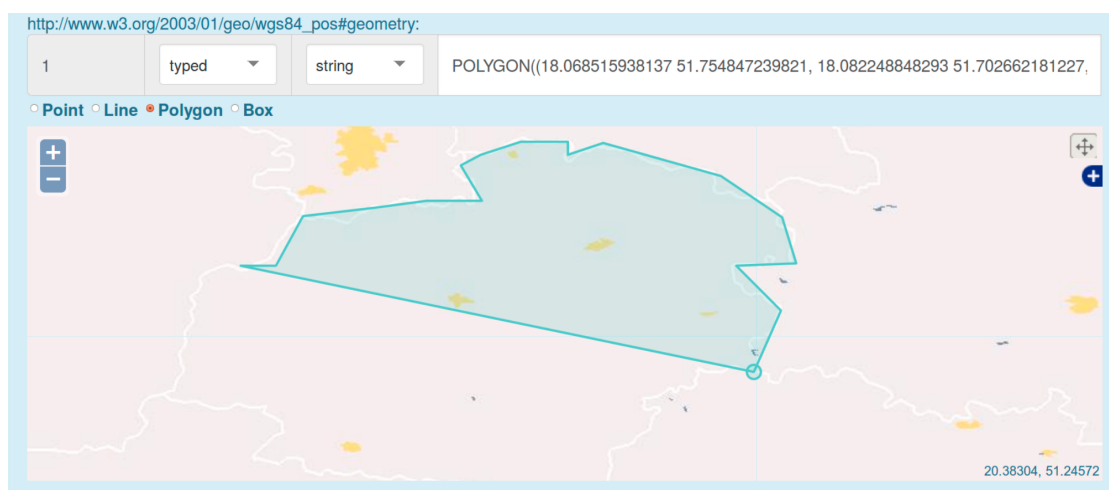 http://www.w3.org/2003/01/geo/wgs84_pos#geometry:
1 typed string POLYGON((18.068515938137 51.754847239821, 18.082248848293 51.702662181227,
Point Line Polygon Box
+
−
+
20.38304, 51.24572